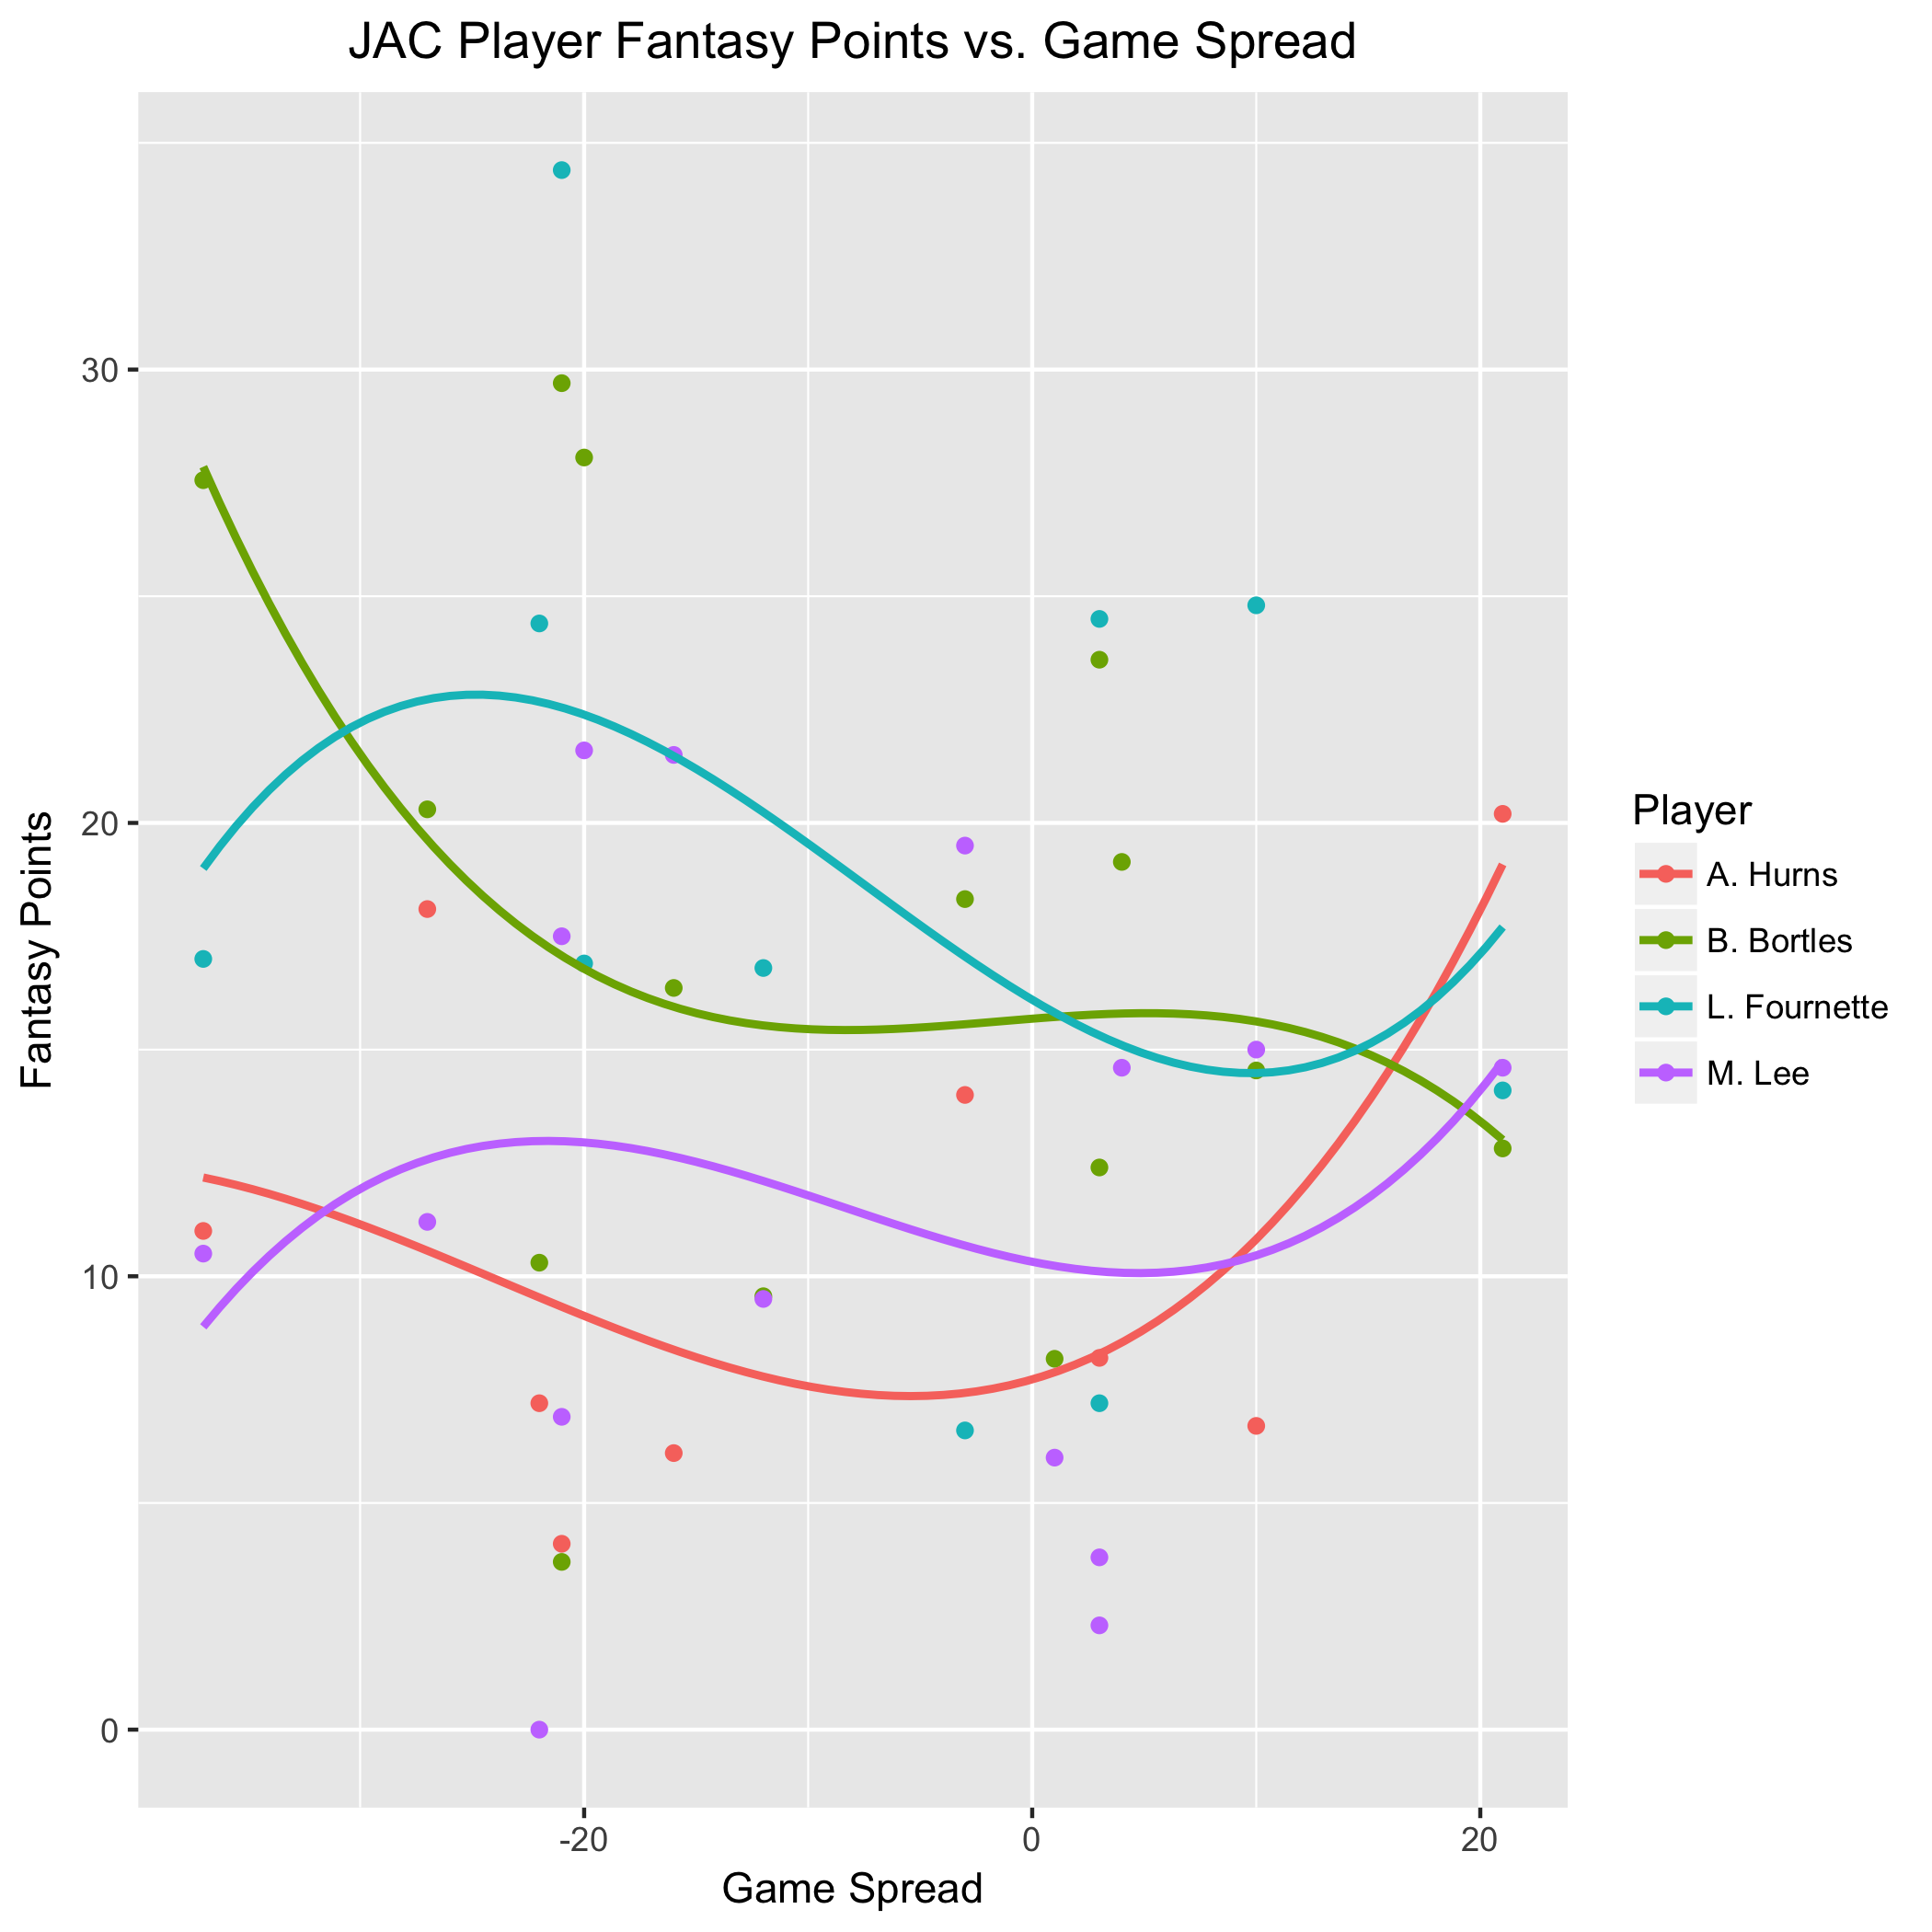 JAC Player Fantasy Points vs. Game Spread
30
20
10
0
Fantasy Points
-20
0
20
Game Spread
Player
A. Hurns
B. Bortles
L. Fournette
M. Lee